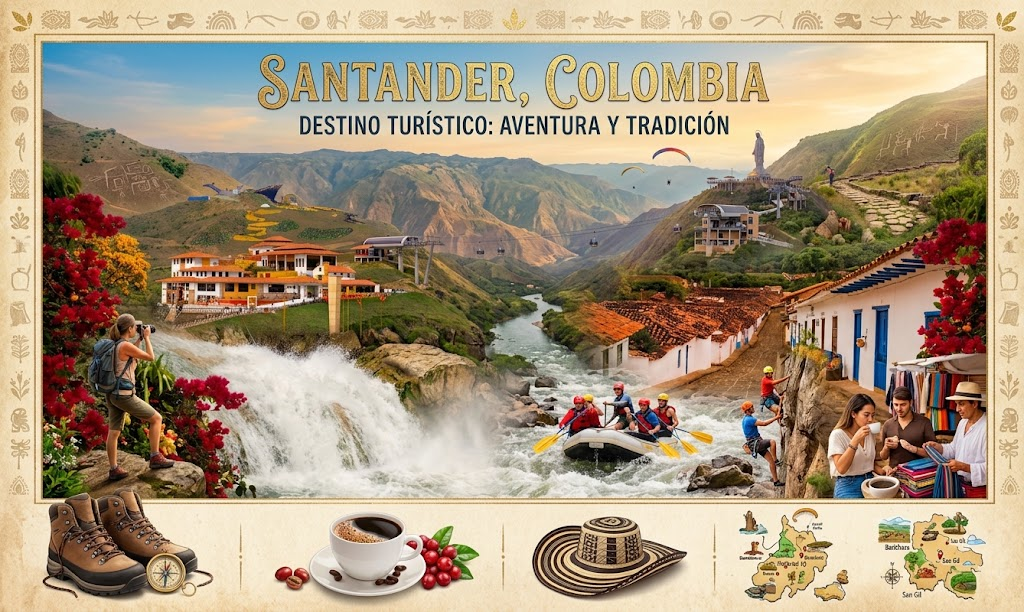 SANTANDER, COLOMBIA
DESTINO TURÍSTICO: AVENTURA Y TRADICIÓN
Barichara
San Gil